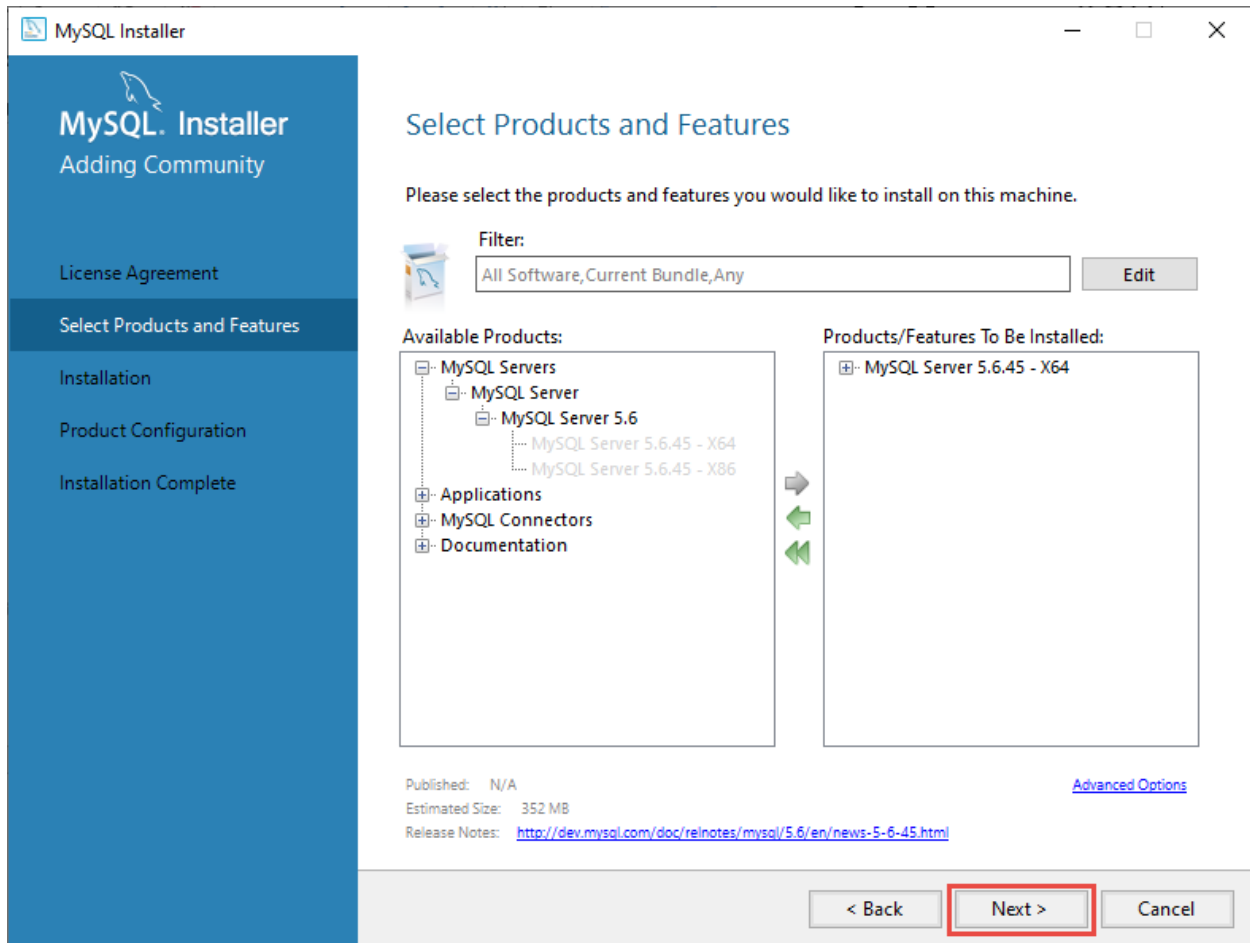 MySQL Installer
MySQL. Installer
Adding Community
License Agreement
Select Products and Features
Installation
Product Configuration
Installation Complete
Select Products and Features
Please select the products and features you would like to install on this machine.
Filter:
All Software,Current Bundle,Any
Edit
Available Products:
MySQL Servers
MySQL Server
MySQL Server 5.6
MySQL Server 5.6.45 - X64
MySQL Server 5.6.45 - X86
Applications
MySQL Connectors
Documentation
Products/Features To Be Installed:
MySQL Server 5.6.45 - X64
Published: N/A
Advanced Options
Estimated Size: 352 MB
Release Notes: http://dev.mysql.com/doc/relnotes/mysql/5.6/en/news-5-6-45.html
< Back
Next >
Cancel